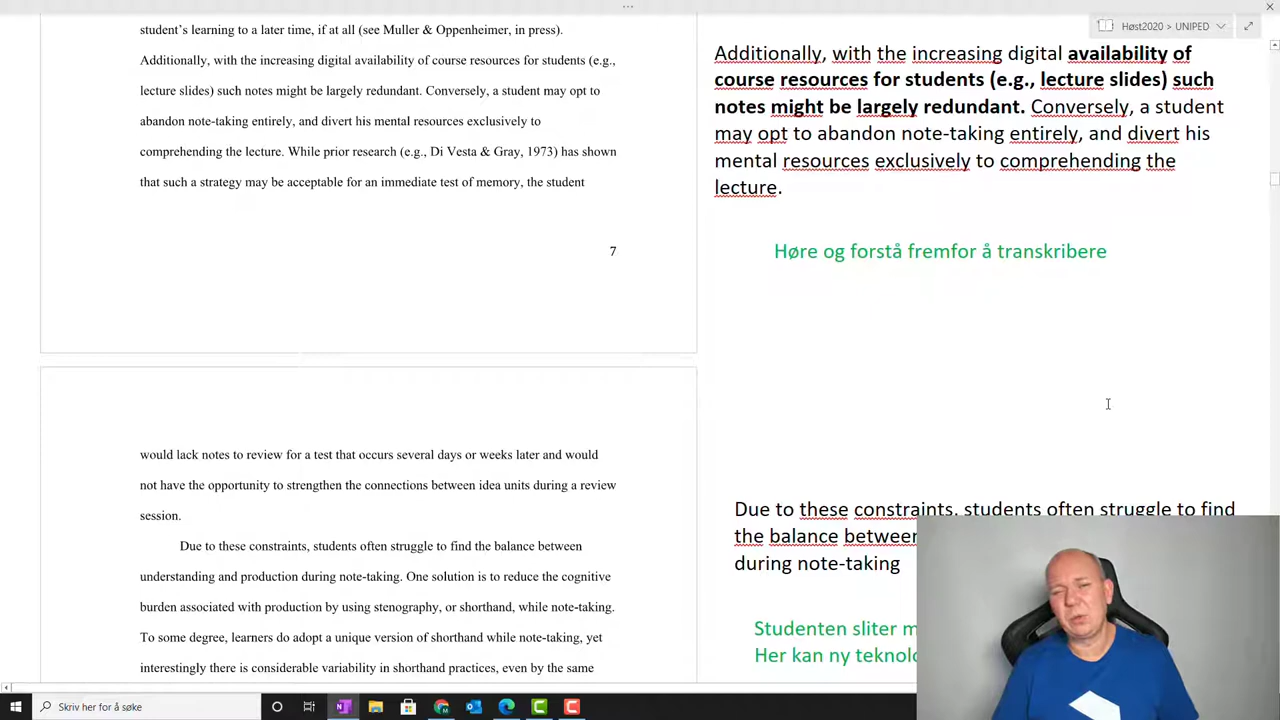 Høst2020 > UNIPED
student's learning to a later time, if at all (see Muller & Oppenheimer, in press).
Additionally, with the increasing digital availability of course resources for students (e.g.,
lecture slides) such notes might be largely redundant. Conversely, a student may opt to
abandon note-taking entirely, and divert his mental resources exclusively to
comprehending the lecture. While prior research (e.g., Di Vesta & Gray, 1973) has shown
that such a strategy may be acceptable for an immediate test of memory, the student
7
would lack notes to review for a test that occurs several days or weeks later and would
not have the opportunity to strengthen the connections between idea units during a review
session.
Due to these constraints, students often struggle to find the balance between
understanding and production during note-taking. One solution is to reduce the cognitive
burden associated with production by using stenography, or shorthand, while note-taking.
To some degree, learners do adopt a unique version of shorthand while note-taking, yet
interestingly there is considerable variability in shorthand practices, even by the same
Additionally, with the increasing digital availability of
course resources for students (e.g., lecture slides) such
notes might be largely redundant. Conversely, a student
may opt to abandon note-taking entirely, and divert his
mental resources exclusively to comprehending the
lecture.
Høre og forstå fremfor å transkribere
Due to these constraints, students often struggle to find
the balance between
during note-taking
Studenten sliter m
Her kan ny teknolo
Skriv her for å søke